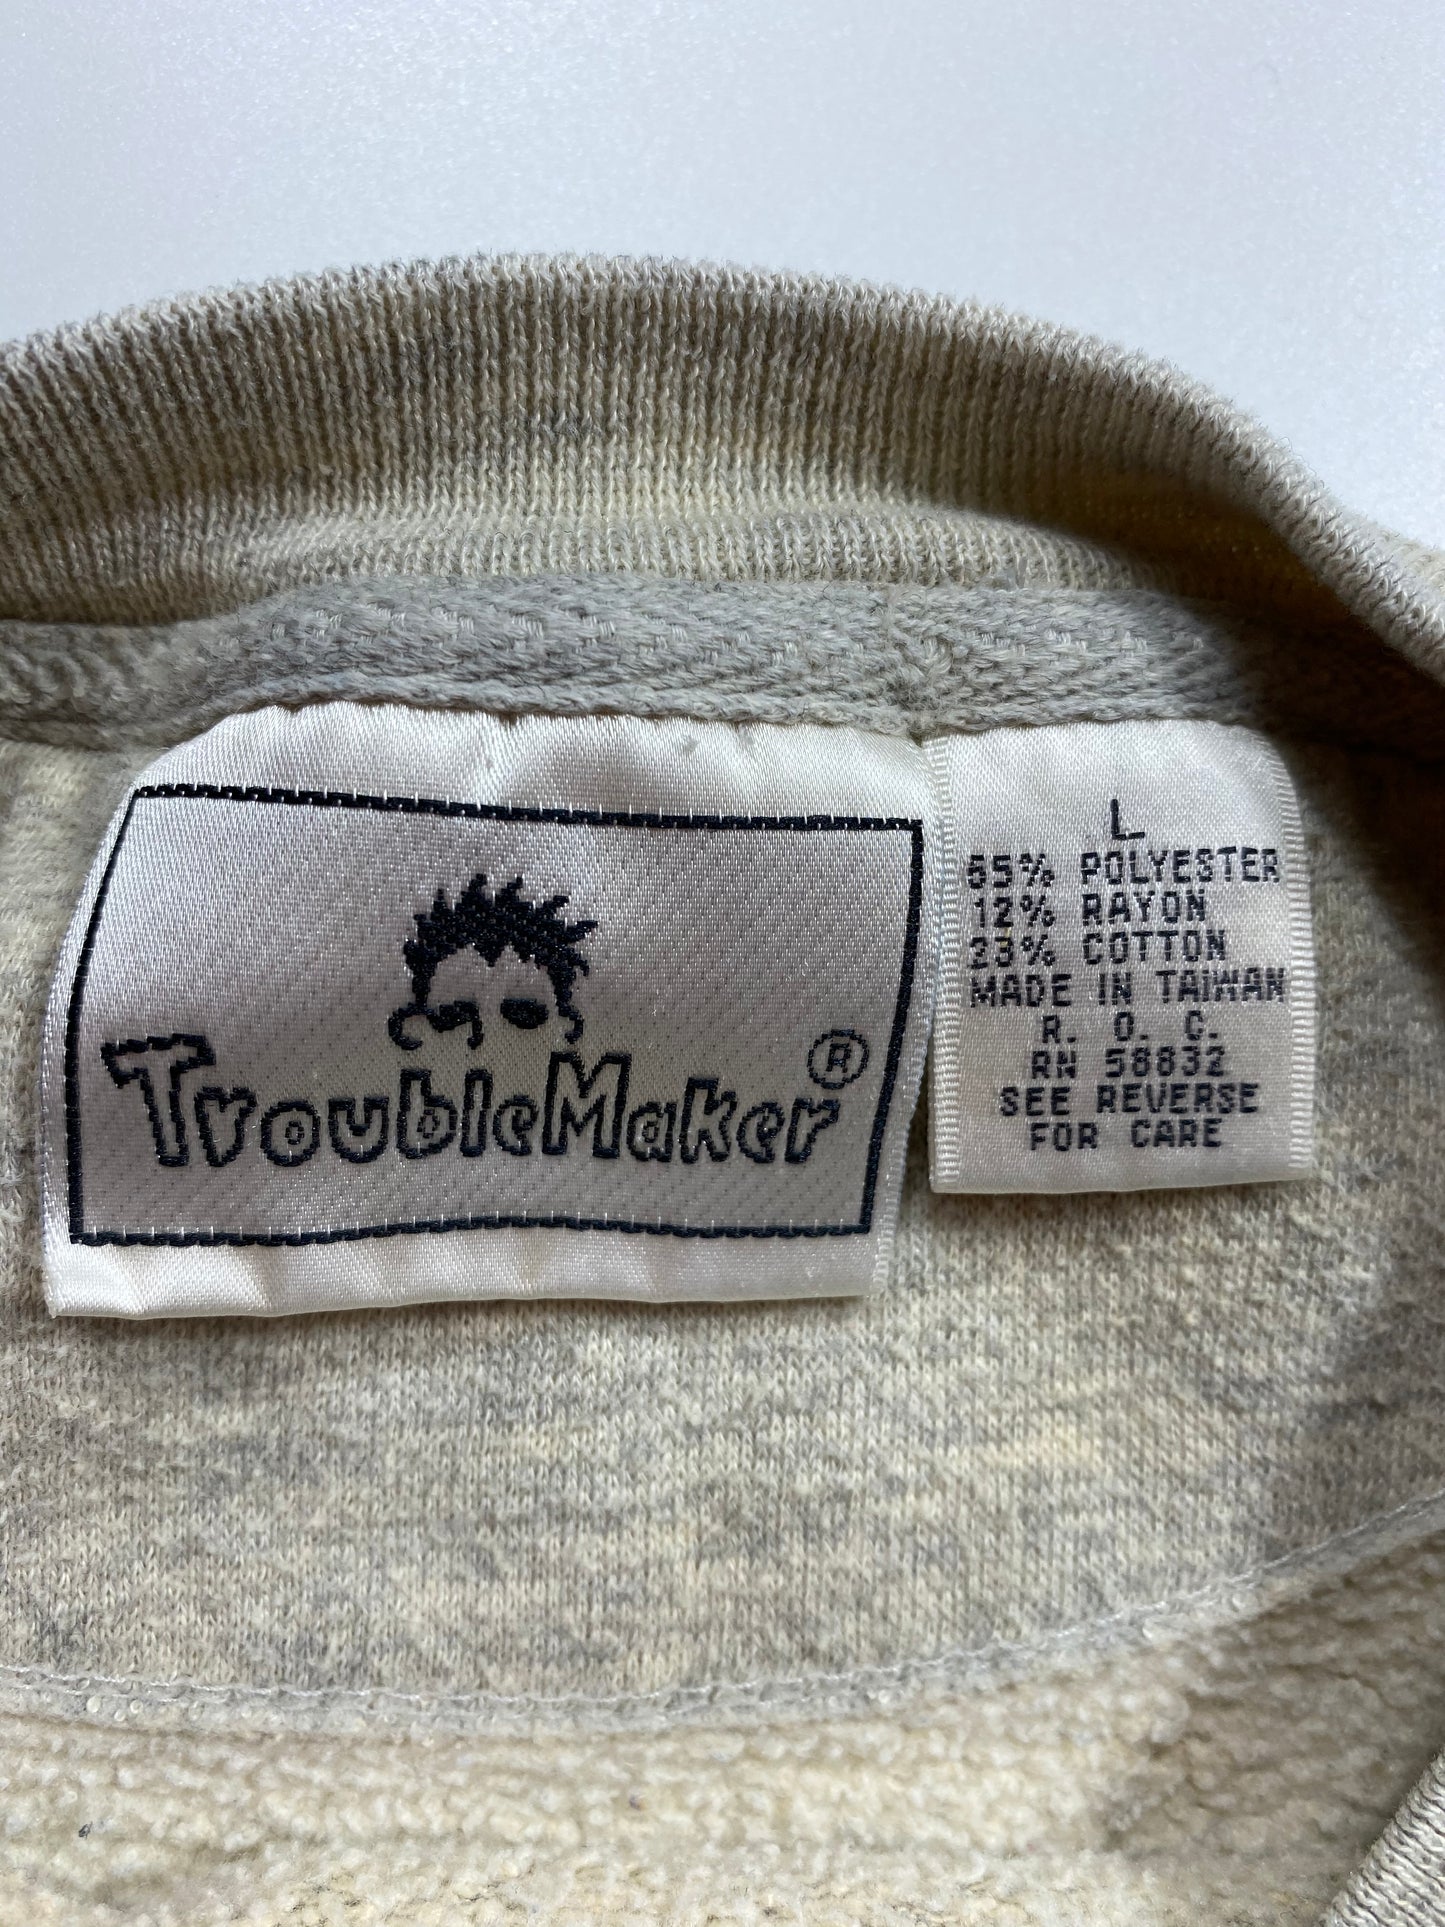 TroubleMaker®
L
65% POLYESTER
12% RAYON
23% COTTON
MADE IN TAIWAN
R. O. C.
RN 58832
SEE REVERSE
FOR CARE